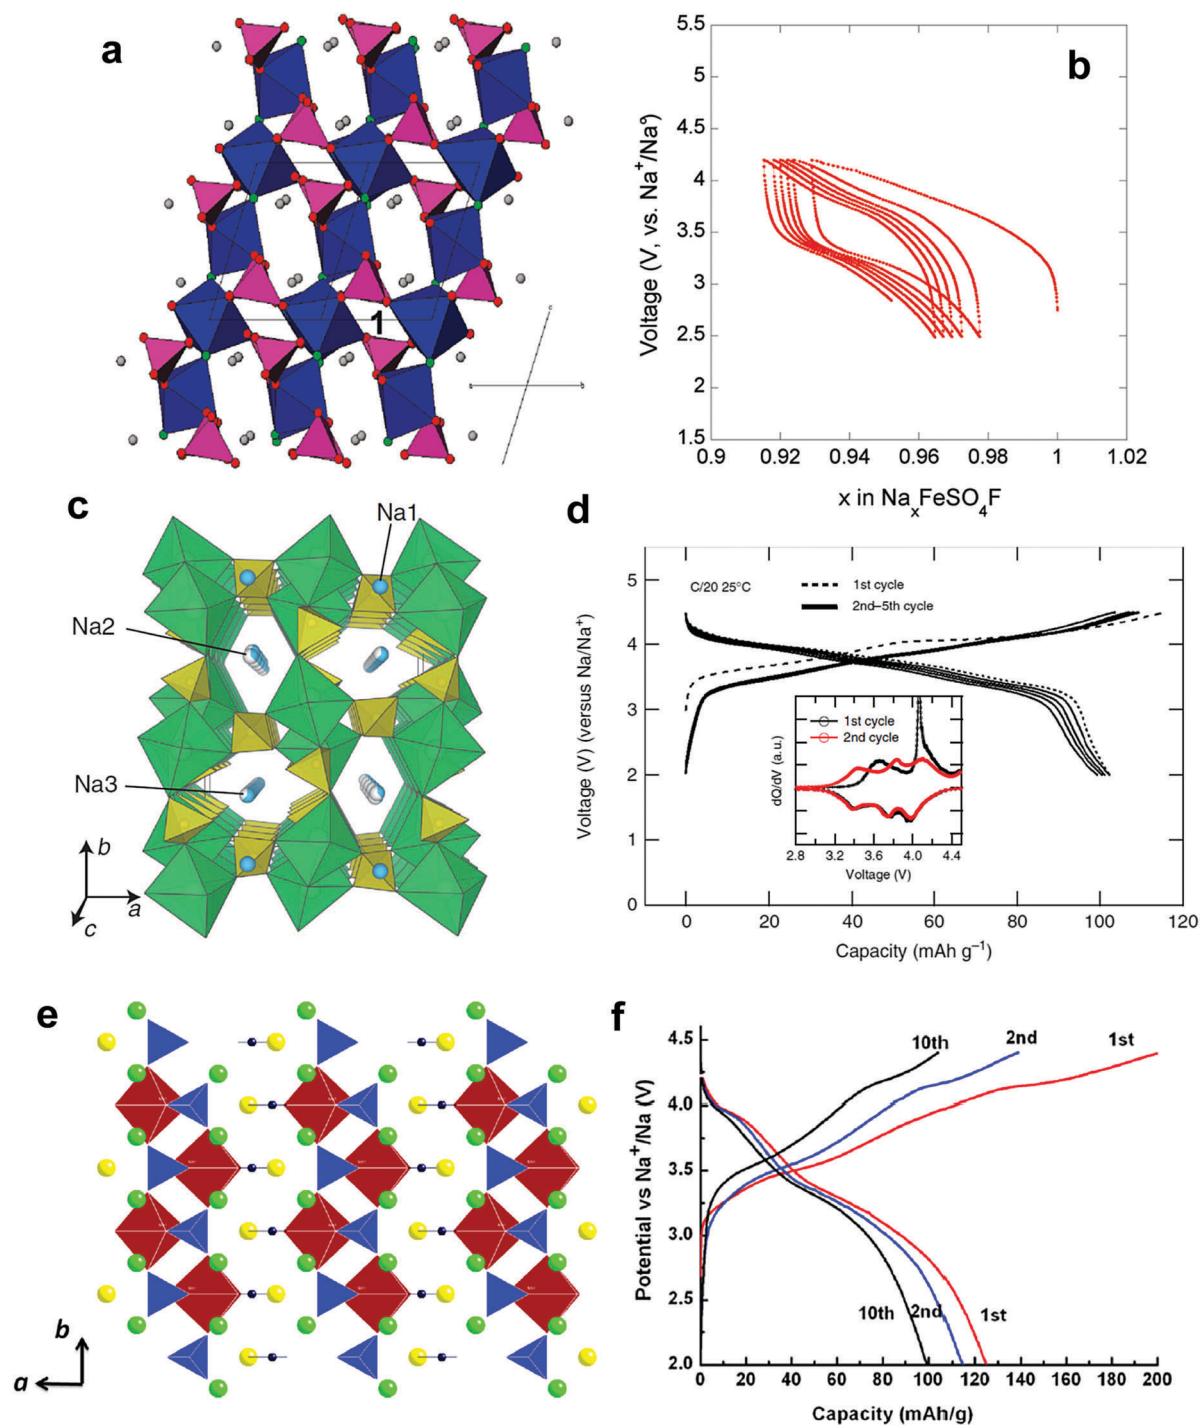 a
1
b
5.5
5
4.5
4
3.5
3
2.5
2
1.5
0.9
0.92
0.94
0.96
0.98
1
1.02
Voltage (V, vs. Na⁺/Na°)
x in NaₓFeSO₄F
c
Na1
Na2
Na3
b
a
c
d
C/20 25°C
1st cycle
2nd–5th cycle
5
4
3
2
1
0
0
20
40
60
80
100
120
Voltage (V) (versus Na/Na⁺)
Capacity (mAh g⁻¹)
1st cycle
2nd cycle
dQ/dV (a.u.)
2.8
3.2
3.6
4.0
4.4
Voltage (V)
e
b
a
f
4.5
4.0
3.5
3.0
2.5
2.0
10th
2nd
1st
10th
2nd
1st
0
20
40
60
80
100
120
140
160
180
200
Potential vs Na⁺/Na (V)
Capacity (mAh/g)